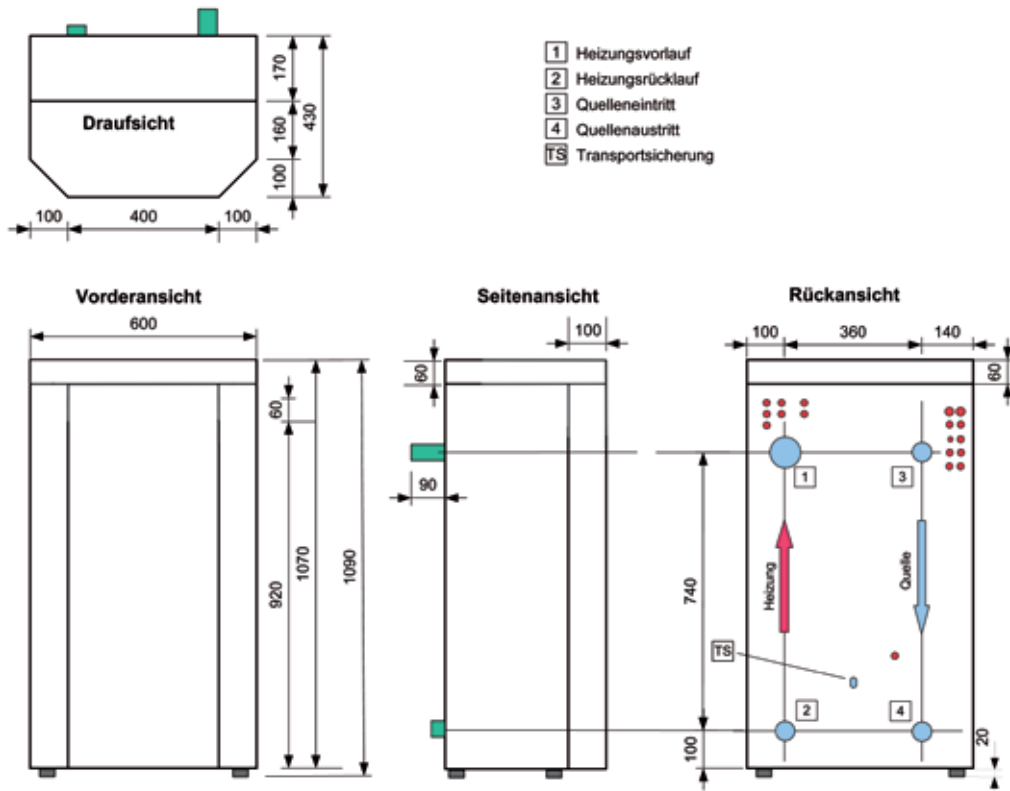 170
160
430
100
Draufsicht
100
400
100
1 Heizungsvorlauf
2 Heizungsrücklauf
3 Quelleneintritt
4 Quellenaustritt
TS Transportsicherung
Vorderansicht
600
60
920
1070
1090
Seitenansicht
100
60
90
Rückansicht
100
360
140
60
1
3
740
Heizung
Quelle
TS
2
4
100
20